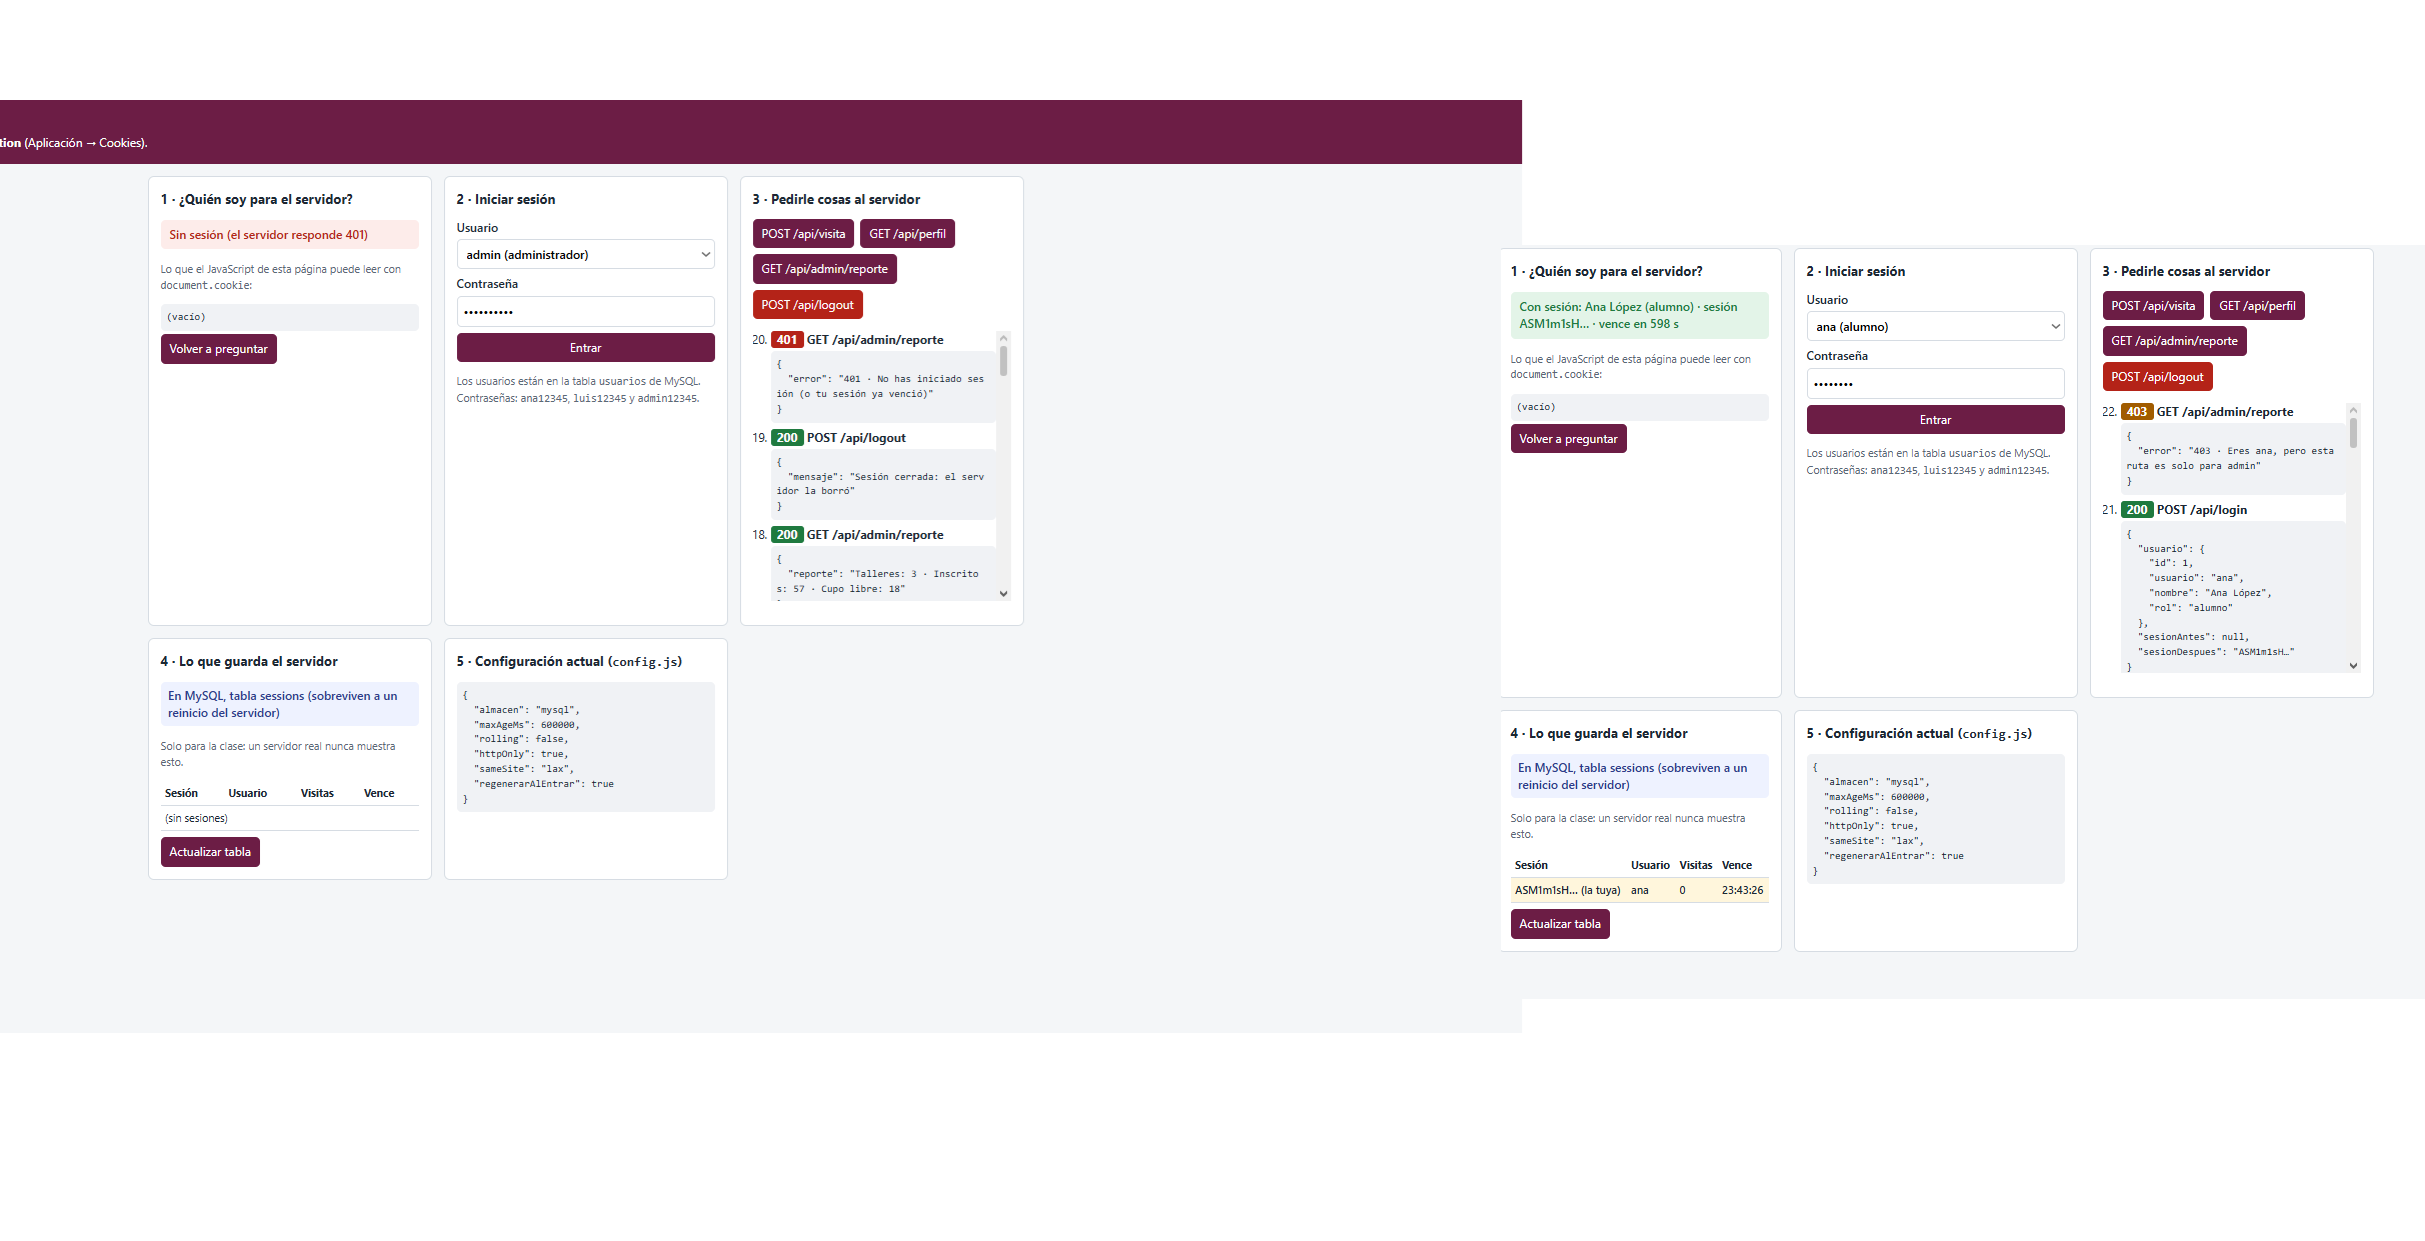 tion (Aplicación → Cookies).
1 · ¿Quién soy para el servidor?
Sin sesión (el servidor responde 401)
Lo que el JavaScript de esta página puede leer con
document.cookie:
(vacío)
Volver a preguntar
2 · Iniciar sesión
Usuario
admin (administrador)
Contraseña
••••••••••
Entrar
Los usuarios están en la tabla usuarios de MySQL.
Contraseñas: ana12345, luis12345 y admin12345.
3 · Pedirle cosas al servidor
POST /api/visita
GET /api/perfil
GET /api/admin/reporte
POST /api/logout
20. 401 GET /api/admin/reporte
{
"error": "401 · No has iniciado ses
ión (o tu sesión ya venció)"
}
19. 200 POST /api/logout
{
"mensaje": "Sesión cerrada: el serv
idor la borró"
}
18. 200 GET /api/admin/reporte
{
"reporte": "Talleres: 3 · Inscrito
s: 57 · Cupo libre: 18"
4 · Lo que guarda el servidor
En MySQL, tabla sessions (sobreviven a un
reinicio del servidor)
Solo para la clase: un servidor real nunca muestra
esto.
Sesión Usuario Visitas Vence
(sin sesiones)
Actualizar tabla
5 · Configuración actual (config.js)
{
"almacen": "mysql",
"maxAgeMs": 600000,
"rolling": false,
"httpOnly": true,
"sameSite": "lax",
"regenerarAlEntrar": true
}
1 · ¿Quién soy para el servidor?
Con sesión: Ana López (alumno) · sesión
ASM1m1sH… · vence en 598 s
Lo que el JavaScript de esta página puede leer con
document.cookie:
(vacío)
Volver a preguntar
2 · Iniciar sesión
Usuario
ana (alumno)
Contraseña
••••••••
Entrar
Los usuarios están en la tabla usuarios de MySQL.
Contraseñas: ana12345, luis12345 y admin12345.
3 · Pedirle cosas al servidor
POST /api/visita
GET /api/perfil
GET /api/admin/reporte
POST /api/logout
22. 403 GET /api/admin/reporte
{
"error": "403 · Eres ana, pero esta
ruta es solo para admin"
}
21. 200 POST /api/login
{
"usuario": {
"id": 1,
"usuario": "ana",
"nombre": "Ana López",
"rol": "alumno"
},
"sesionAntes": null,
"sesionDespues": "ASM1m1sH…"
}
4 · Lo que guarda el servidor
En MySQL, tabla sessions (sobreviven a un
reinicio del servidor)
Solo para la clase: un servidor real nunca muestra
esto.
Sesión Usuario Visitas Vence
ASM1m1sH… (la tuya) ana 0 23:43:26
Actualizar tabla
5 · Configuración actual (config.js)
{
"almacen": "mysql",
"maxAgeMs": 600000,
"rolling": false,
"httpOnly": true,
"sameSite": "lax",
"regenerarAlEntrar": true
}